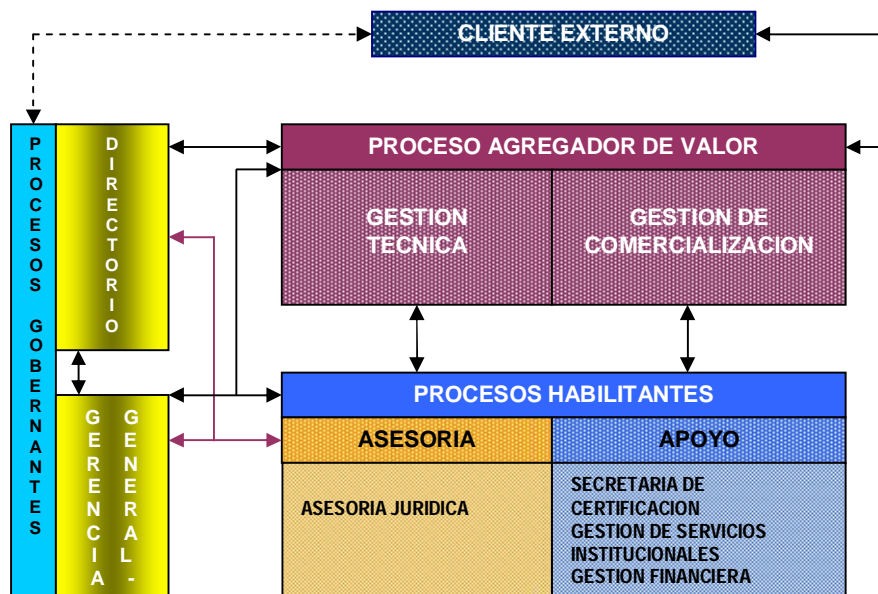 CLIENTE EXTERNO
PROCESOS GOBERNANTES
DIRECTORIO
PROCESO AGREGADOR DE VALOR
GESTION
TECNICA
GESTION DE
COMERCIALIZACION
GERENCIA
GENERAL-
PROCESOS HABILITANTES
ASESORIA
APOYO
ASESORIA JURIDICA
SECRETARIA DE
CERTIFICACION
GESTION DE SERVICIOS
INSTITUCIONALES
GESTION FINANCIERA